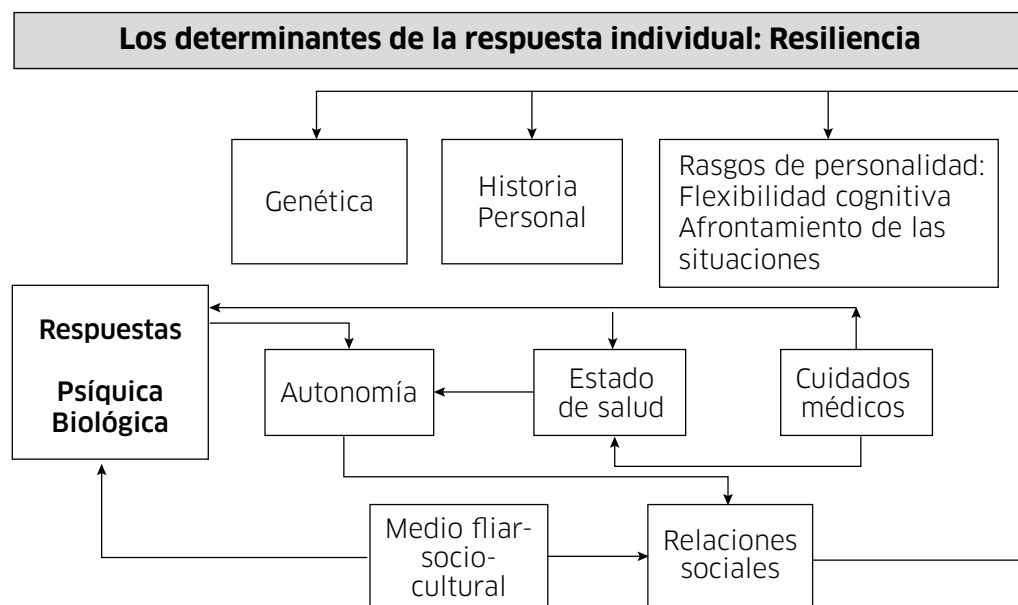 Los determinantes de la respuesta individual: Resiliencia
Genética
Historia
Personal
Rasgos de personalidad:
Flexibilidad cognitiva
Afrontamiento de las
situaciones
Respuestas
Psíquica
Biológica
Autonomía
Estado
de salud
Cuidados
médicos
Medio fliar-
socio-
cultural
Relaciones
sociales